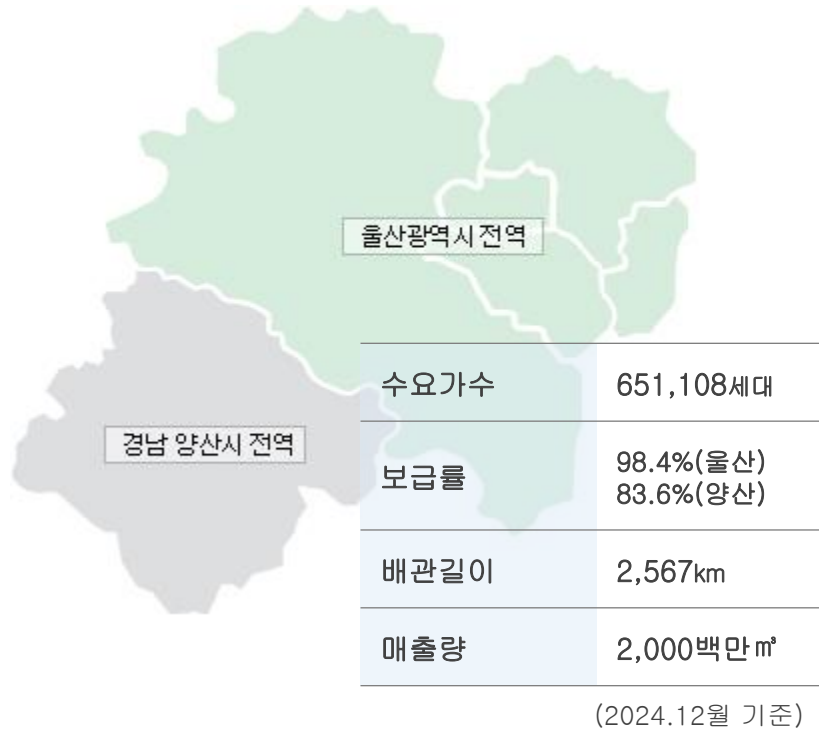 울산광역시 전역
경남 양산시 전역
수요가수 651,108세대
보급률 98.4%(울산)
83.6%(양산)
배관길이 2,567km
매출량 2,000백만㎥
(2024.12월 기준)